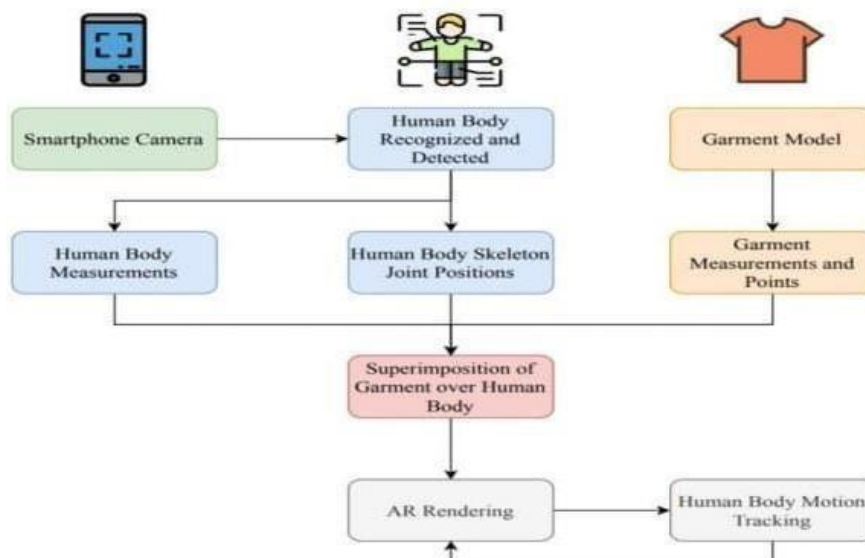 Smartphone Camera
Human Body
Recognized and
Detected
Garment Model
Human Body
Measurements
Human Body Skeleton
Joint Positions
Garment
Measurements and
Points
Superimposition of
Garment over Human
Body
AR Rendering
Human Body Motion
Tracking